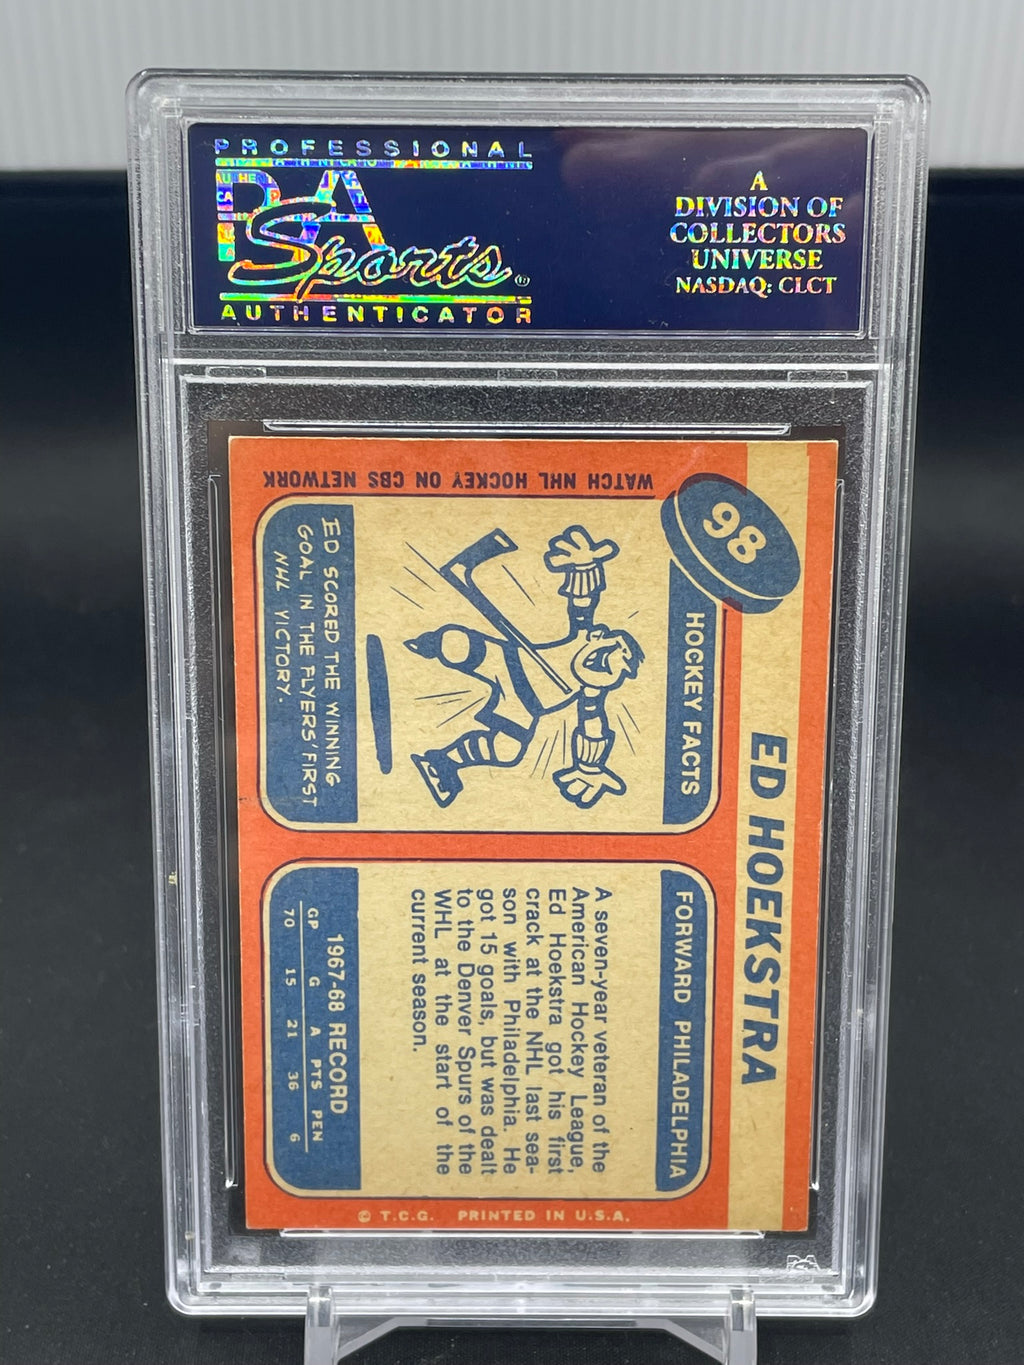 PROFESSIONAL
PSA
Sports
AUTHENTICATOR
A
DIVISION OF
COLLECTORS
UNIVERSE
NASDAQ: CLCT
98
ED HOEKSTRA
WATCH NHL HOCKEY ON CBS NETWORK
HOCKEY FACTS
ED SCORED THE WINNING
GOAL IN THE FLYERS' FIRST
NHL VICTORY.
FORWARD PHILADELPHIA
A seven-year veteran of the
American Hockey League,
Ed Hoekstra got his first
crack at the NHL last sea-
son with Philadelphia. He
got 15 goals, but was dealt
to the Denver Spurs of the
WHL at the start of the
current season.
1967-68 RECORD
GP G A PTS PEN
70 15 21 36 6
© T.C.G. PRINTED IN U.S.A.
PSA